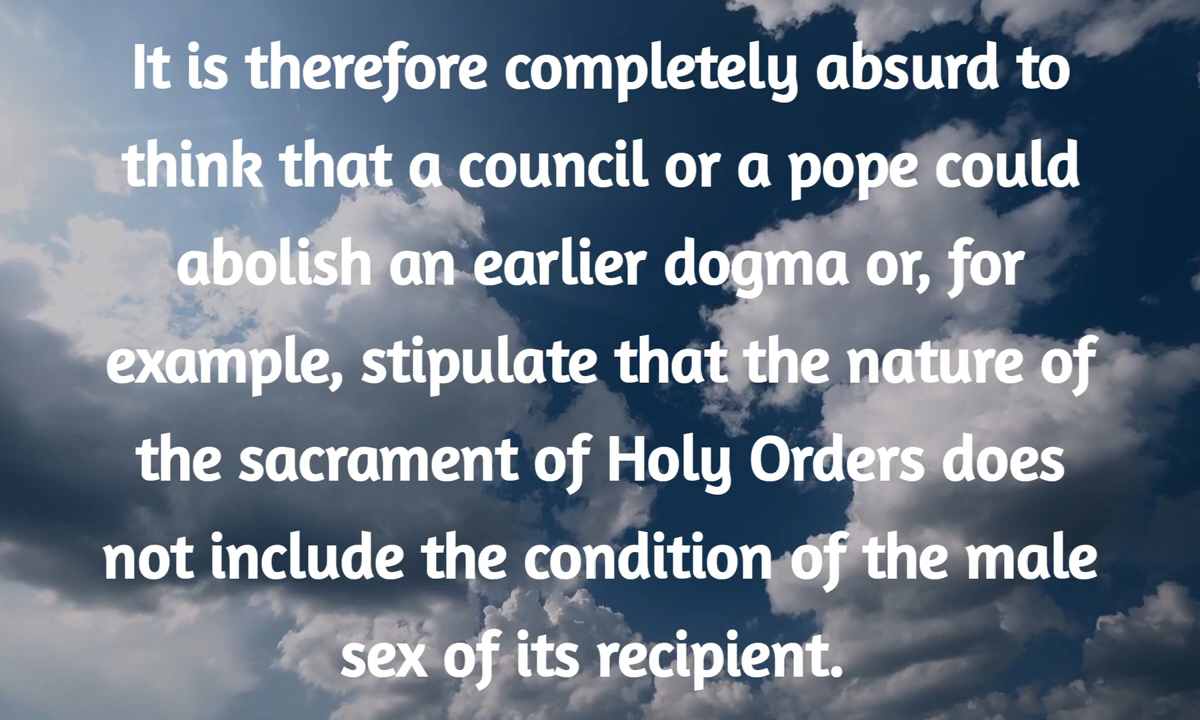 It is therefore completely absurd to
think that a council or a pope could
abolish an earlier dogma or, for
example, stipulate that the nature of
the sacrament of Holy Orders does
not include the condition of the male
sex of its recipient.